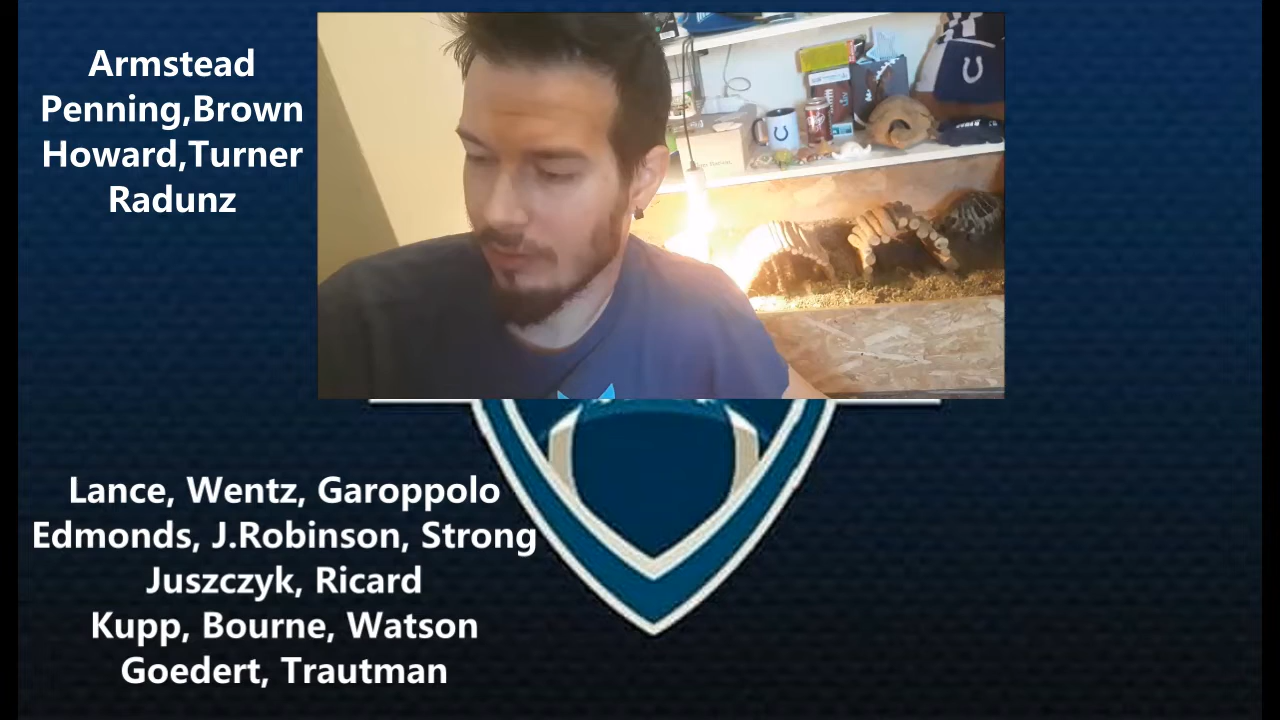 Armstead
Penning,Brown
Howard,Turner
Radunz
Lance, Wentz, Garoppolo
Edmonds, J.Robinson, Strong
Juszczyk, Ricard
Kupp, Bourne, Watson
Goedert, Trautman